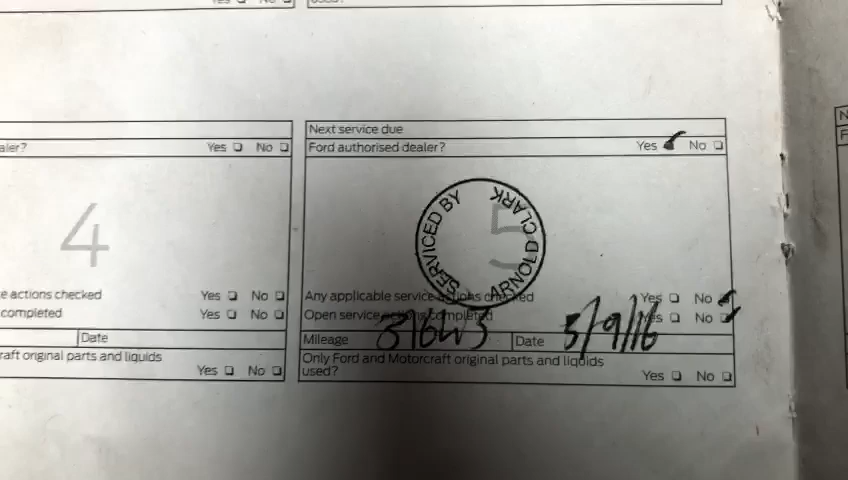 Yes ❏ No ❏
Next service due
aler? Yes ❏ No ❏
Ford authorised dealer? Yes No ❏
4
5
SERVICED BY ARNOLD CLARK
e actions checked Yes ❏ No ❏
Any applicable service actions checked Yes ❏ No
completed Yes ❏ No ❏
Open service actions completed Yes ❏ No
Date
Mileage Date 5/9/16
raft original parts and liquids
Yes ❏ No ❏
Only Ford and Motorcraft original parts and liquids
used? Yes ❏ No ❏
N
F